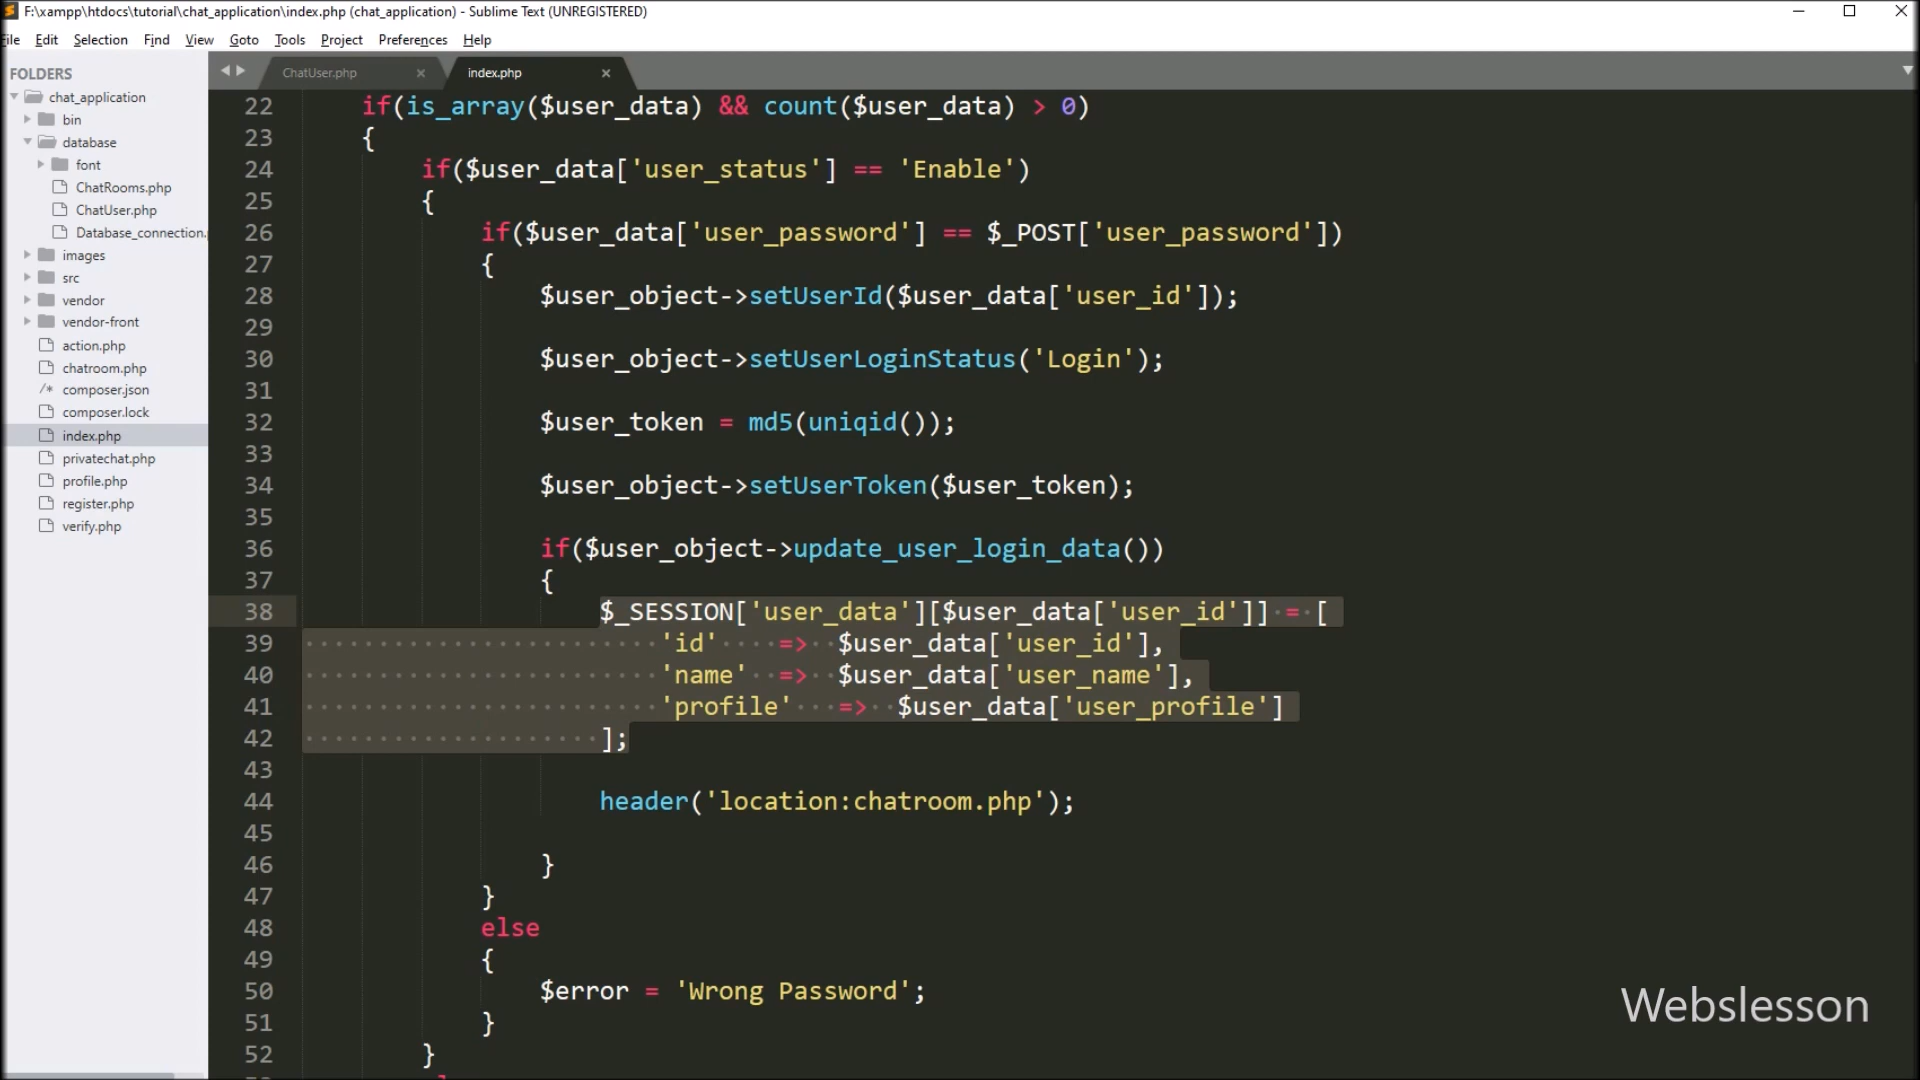 F:\xampp\htdocs\tutorial\chat_application\index.php (chat_application) - Sublime Text (UNREGISTERED)
File Edit Selection Find View Goto Tools Project Preferences Help
FOLDERS
chat_application
bin
database
font
ChatRooms.php
ChatUser.php
Database_connection.
images
src
vendor
vendor-front
action.php
chatroom.php
/* composer.json
composer.lock
index.php
privatechat.php
profile.php
register.php
verify.php
ChatUser.php × index.php ×
22 if(is_array($user_data) && count($user_data) > 0)
23 {
24 if($user_data['user_status'] == 'Enable')
25 {
26 if($user_data['user_password'] == $_POST['user_password'])
27 {
28 $user_object->setUserId($user_data['user_id']);
29
30 $user_object->setUserLoginStatus('Login');
31
32 $user_token = md5(uniqid());
33
34 $user_object->setUserToken($user_token);
35
36 if($user_object->update_user_login_data())
37 {
38 $_SESSION['user_data'][$user_data['user_id']] = [
39 'id' => $user_data['user_id'],
40 'name' => $user_data['user_name'],
41 'profile' => $user_data['user_profile']
42 ];
43
44 header('location:chatroom.php');
45
46 }
47 }
48 else
49 {
50 $error = 'Wrong Password';
51 }
52 }
Webslesson